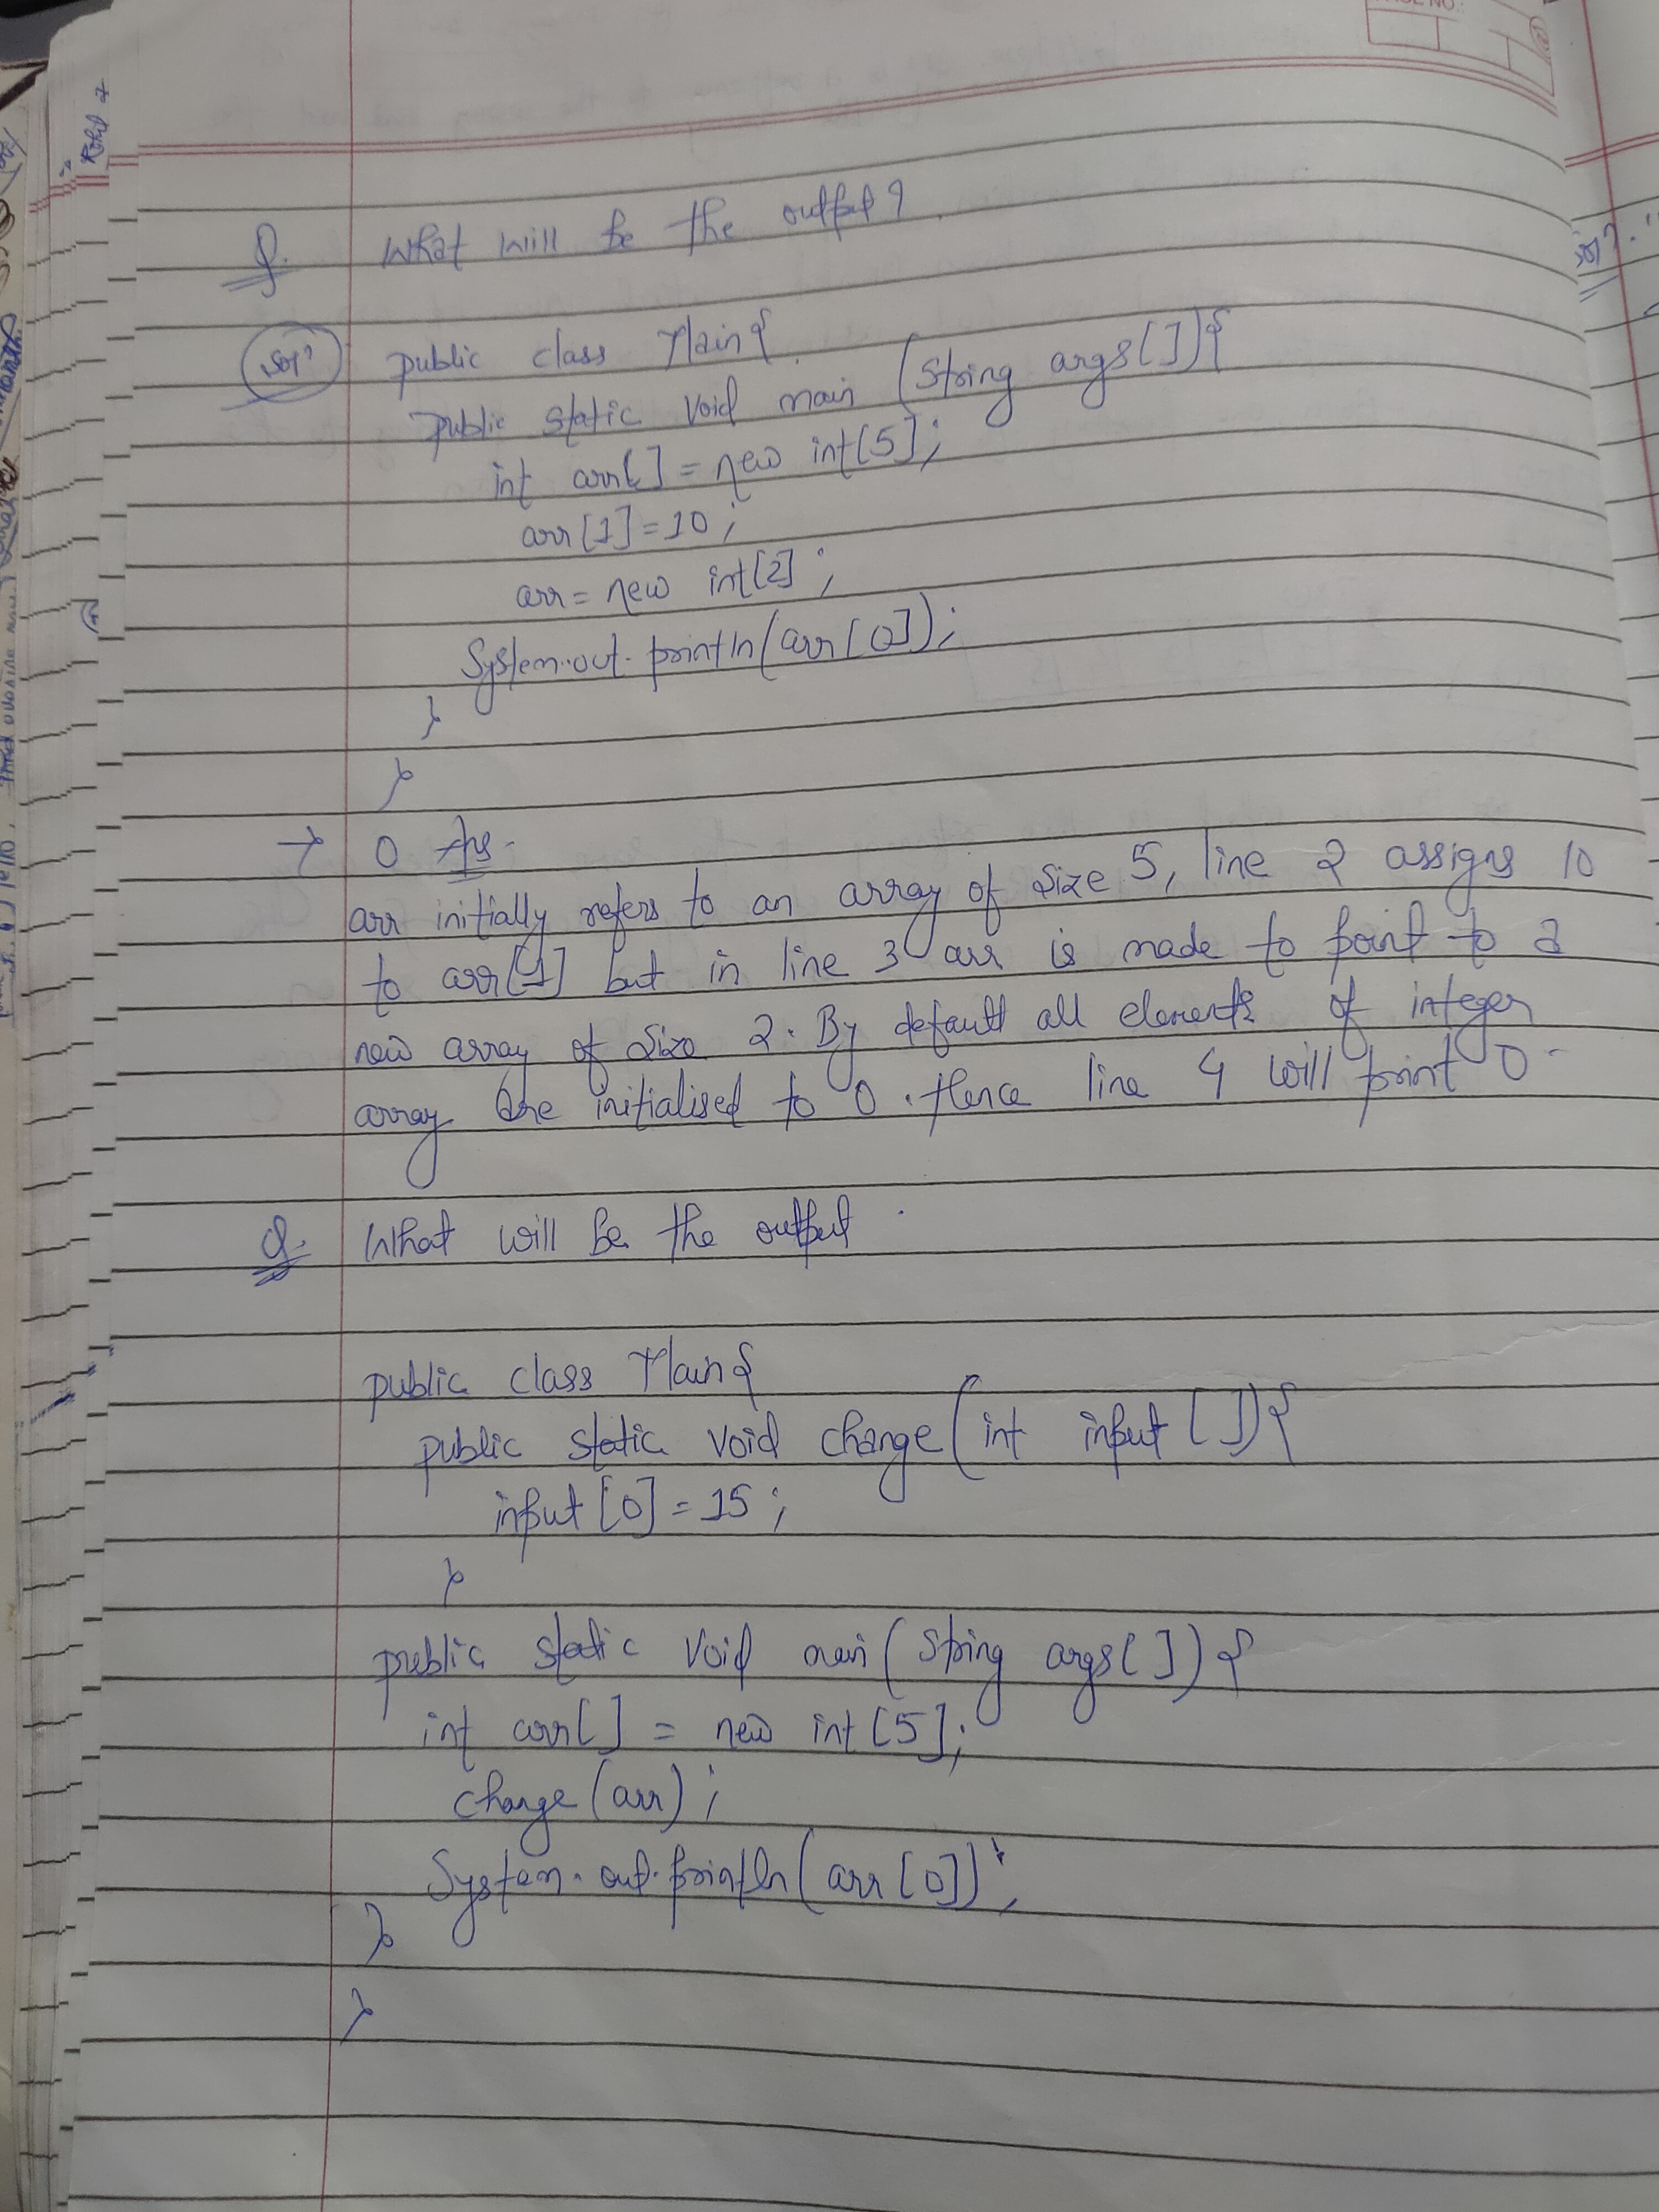 PAGE NO.:
Q. What will be the output?
Solⁿ public class Main{
public static void main (String args[]){
int arr[] = new int[5];
arr[1]=10;
arr = new int[2];
System.out.println(arr[0]);
}
}
→ 0 Ans.
arr initially refers to an array of size 5, line 2 assigns 10
to arr[1] but in line 3 arr is made to point to a
new array of size 2. By default all elements of integer
array are initialised to 0. Hence line 4 will print 0.
Q. What will be the output.
public class Main{
public static void change(int input[]){
input[0]=15;
}
public static void main(String args[]){
int arr[] = new int[5];
change(arr);
System.out.println(arr[0]);
}
}